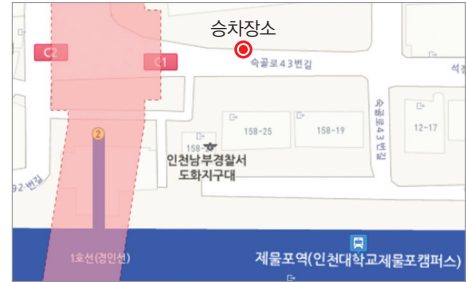 승차장소
C2
C1
숙골로43번길
석정
숙골로43번길
158-25
158-19
12-17
2
158-
인천남부경찰서
도화지구대
92번길
1호선(경인선)
제물포역(인천대학교제물포캠퍼스)